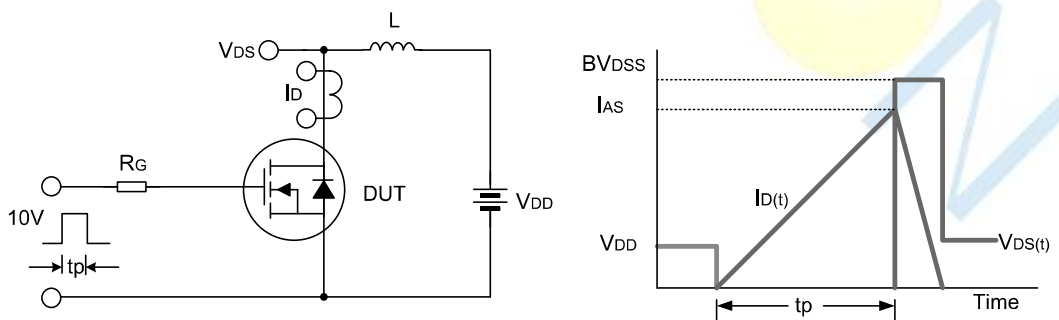 L
VDS
ID
RG
DUT
VDD
10V
tp
BVDSS
IAS
ID(t)
VDD
VDS(t)
tp
Time